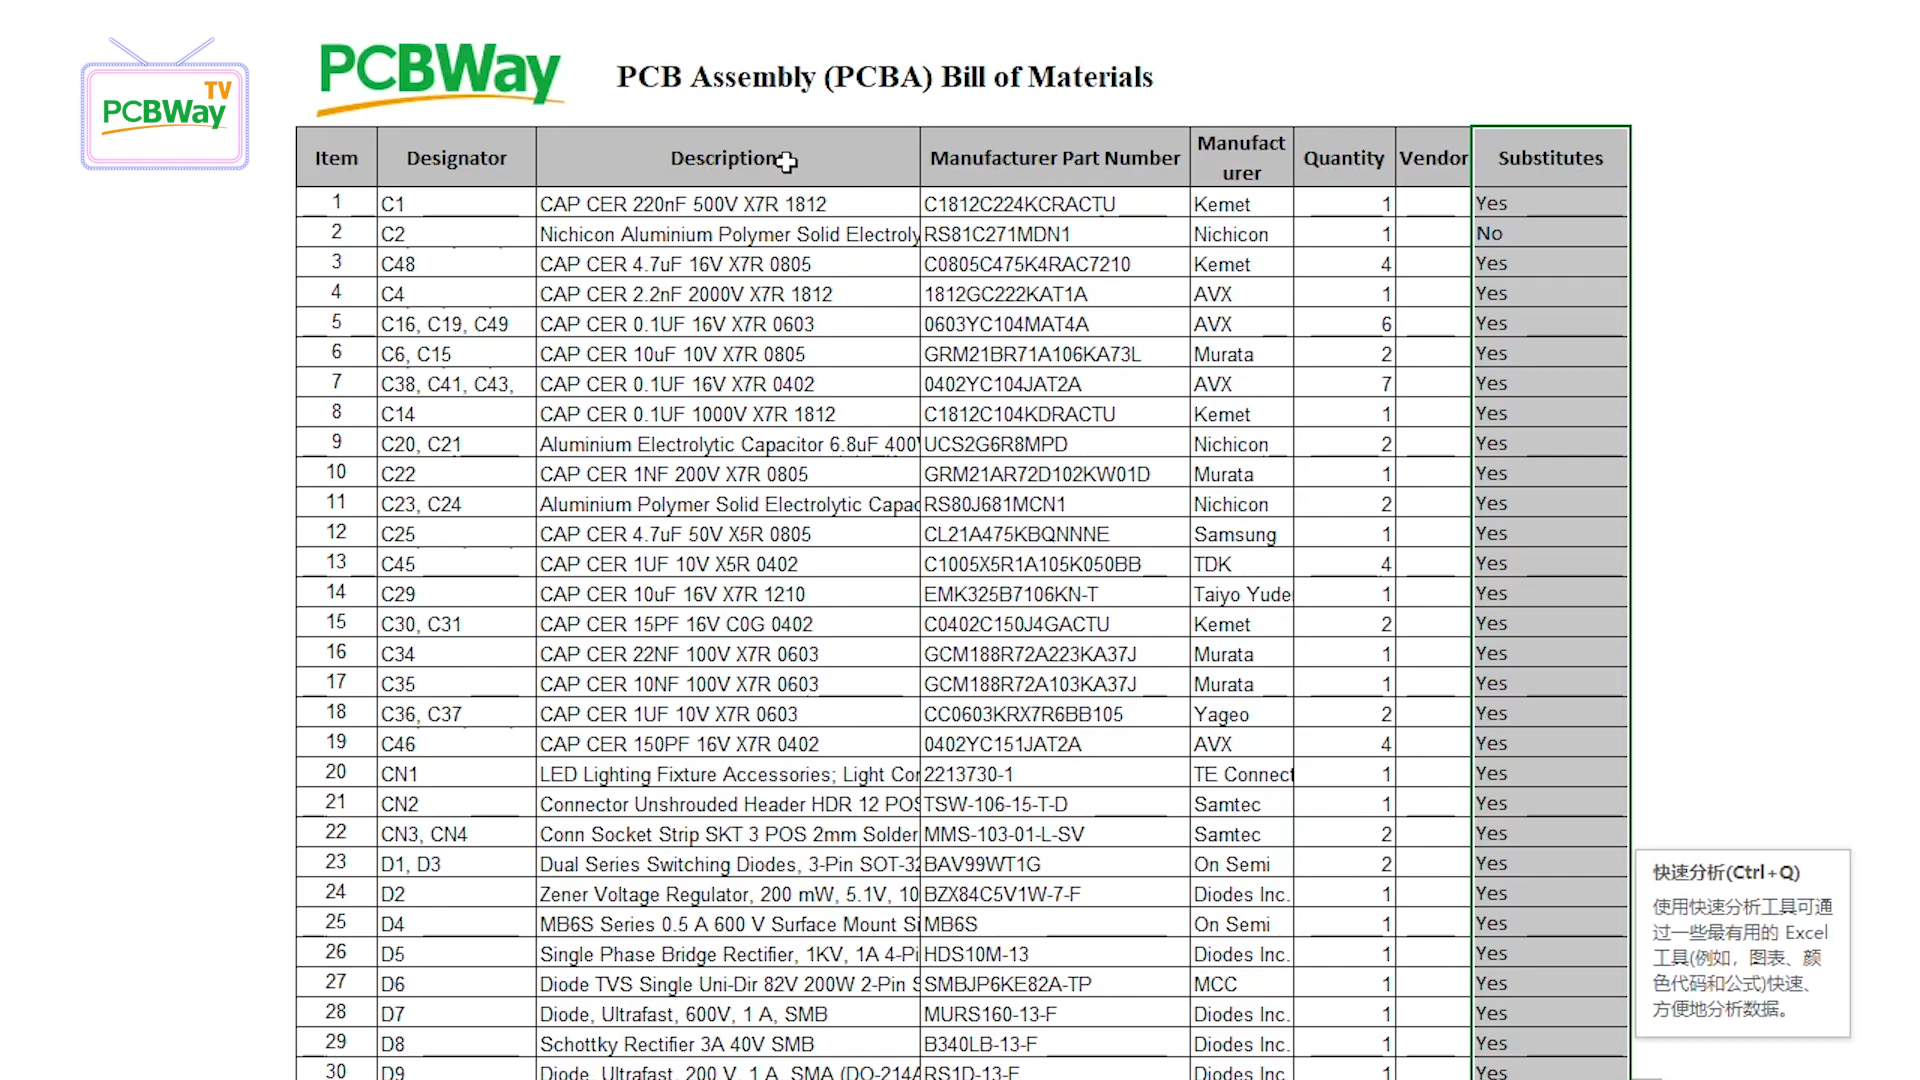 TV
PCBWay
PCBWay
PCB Assembly (PCBA) Bill of Materials
Item Designator Description Manufacturer Part Number Manufact urer Quantity Vendor Substitutes
1 C1 CAP CER 220nF 500V X7R 1812 C1812C224KCRACTU Kemet 1 Yes
2 C2 Nichicon Aluminium Polymer Solid Electroly RS81C271MDN1 Nichicon 1 No
3 C48 CAP CER 4.7uF 16V X7R 0805 C0805C475K4RAC7210 Kemet 4 Yes
4 C4 CAP CER 2.2nF 2000V X7R 1812 1812GC222KAT1A AVX 1 Yes
5 C16, C19, C49 CAP CER 0.1UF 16V X7R 0603 0603YC104MAT4A AVX 6 Yes
6 C6, C15 CAP CER 10uF 10V X7R 0805 GRM21BR71A106KA73L Murata 2 Yes
7 C38, C41, C43, CAP CER 0.1UF 16V X7R 0402 0402YC104JAT2A AVX 7 Yes
8 C14 CAP CER 0.1UF 1000V X7R 1812 C1812C104KDRACTU Kemet 1 Yes
9 C20, C21 Aluminium Electrolytic Capacitor 6.8uF 400 UCS2G6R8MPD Nichicon 2 Yes
10 C22 CAP CER 1NF 200V X7R 0805 GRM21AR72D102KW01D Murata 1 Yes
11 C23, C24 Aluminium Polymer Solid Electrolytic Capac RS80J681MCN1 Nichicon 2 Yes
12 C25 CAP CER 4.7uF 50V X5R 0805 CL21A475KBQNNNE Samsung 1 Yes
13 C45 CAP CER 1UF 10V X5R 0402 C1005X5R1A105K050BB TDK 4 Yes
14 C29 CAP CER 10uF 16V X7R 1210 EMK325B7106KN-T Taiyo Yude 1 Yes
15 C30, C31 CAP CER 15PF 16V C0G 0402 C0402C150J4GACTU Kemet 2 Yes
16 C34 CAP CER 22NF 100V X7R 0603 GCM188R72A223KA37J Murata 1 Yes
17 C35 CAP CER 10NF 100V X7R 0603 GCM188R72A103KA37J Murata 1 Yes
18 C36, C37 CAP CER 1UF 10V X7R 0603 CC0603KRX7R6BB105 Yageo 2 Yes
19 C46 CAP CER 150PF 16V X7R 0402 0402YC151JAT2A AVX 4 Yes
20 CN1 LED Lighting Fixture Accessories; Light Cor 2213730-1 TE Connect 1 Yes
21 CN2 Connector Unshrouded Header HDR 12 POS TSW-106-15-T-D Samtec 1 Yes
22 CN3, CN4 Conn Socket Strip SKT 3 POS 2mm Solder MMS-103-01-L-SV Samtec 2 Yes
23 D1, D3 Dual Series Switching Diodes, 3-Pin SOT-32 BAV99WT1G On Semi 2 Yes
24 D2 Zener Voltage Regulator, 200 mW, 5.1V, 10 BZX84C5V1W-7-F Diodes Inc. 1 Yes
25 D4 MB6S Series 0.5 A 600 V Surface Mount Si MB6S On Semi 1 Yes
26 D5 Single Phase Bridge Rectifier, 1KV, 1A 4-Pi HDS10M-13 Diodes Inc. 1 Yes
27 D6 Diode TVS Single Uni-Dir 82V 200W 2-Pin S SMBJP6KE82A-TP MCC 1 Yes
28 D7 Diode, Ultrafast, 600V, 1 A, SMB MURS160-13-F Diodes Inc. 1 Yes
29 D8 Schottky Rectifier 3A 40V SMB B340LB-13-F Diodes Inc. 1 Yes
30 D9 Diode, Ultrafast, 200 V, 1 A, SMA (DO-214A RS1D-13-F Diodes Inc. 1 Yes
快速分析(Ctrl+Q)
使用快速分析工具可通
过一些最有用的 Excel
工具(例如，图表、颜
色代码和公式)快速、
方便地分析数据。